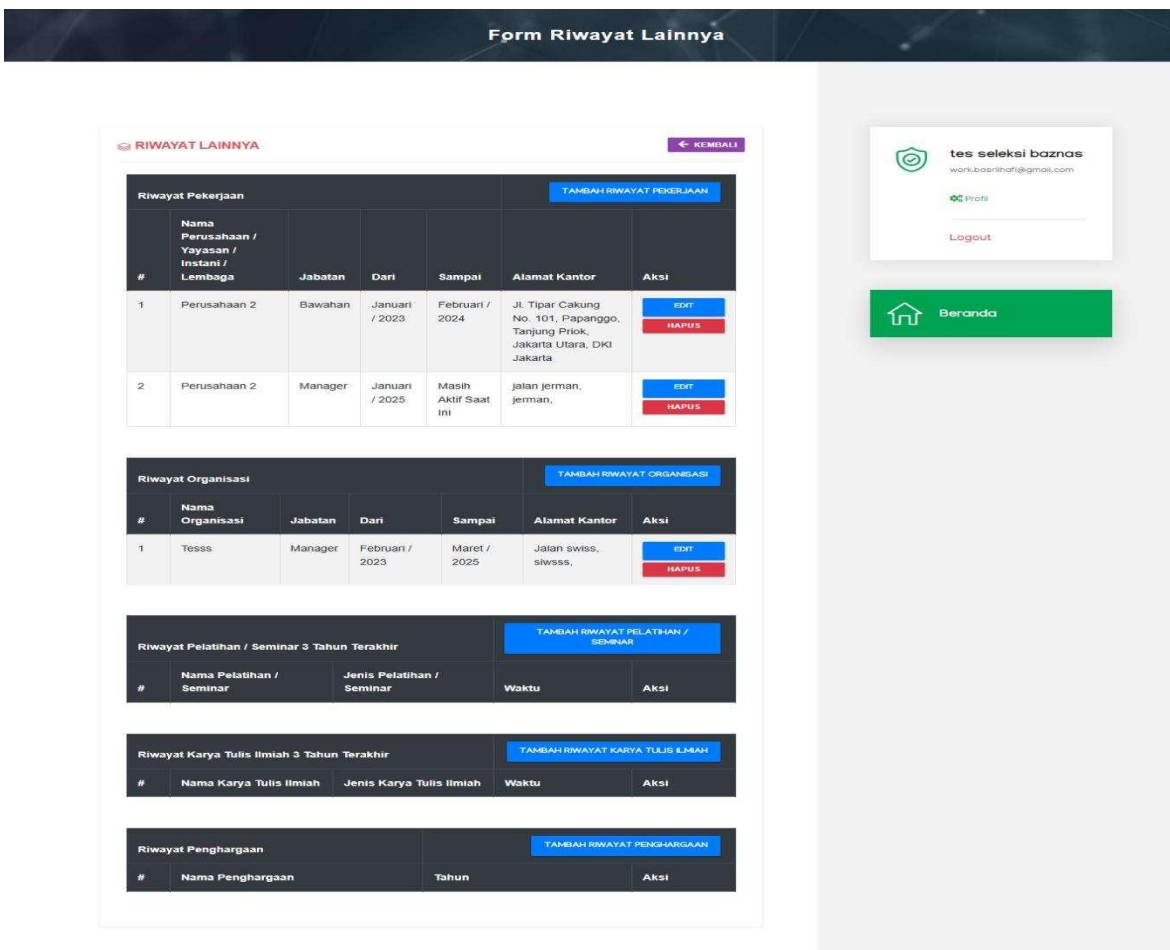 Form Riwayat Lainnya
RIWAYAT LAINNYA
← KEMBALI
Riwayat Pekerjaan
TAMBAH RIWAYAT PEKERJAAN
# Nama Perusahaan / Yayasan / Instani / Lembaga Jabatan Dari Sampai Alamat Kantor Aksi
1 Perusahaan 2 Bawahan Januari / 2023 Februari / 2024 Jl. Tipar Cakung No. 101, Papanggo, Tanjung Priok, Jakarta Utara, DKI Jakarta EDIT HAPUS
2 Perusahaan 2 Manager Januari / 2025 Masih Aktif Saat Ini jalan jerman, jerman, EDIT HAPUS
Riwayat Organisasi
TAMBAH RIWAYAT ORGANISASI
# Nama Organisasi Jabatan Dari Sampai Alamat Kantor Aksi
1 Tesss Manager Februari / 2023 Maret / 2025 Jalan swiss, siwsss, EDIT HAPUS
Riwayat Pelatihan / Seminar 3 Tahun Terakhir
TAMBAH RIWAYAT PELATIHAN / SEMINAR
# Nama Pelatihan / Seminar Jenis Pelatihan / Seminar Waktu Aksi
Riwayat Karya Tulis Ilmiah 3 Tahun Terakhir
TAMBAH RIWAYAT KARYA TULIS ILMIAH
# Nama Karya Tulis Ilmiah Jenis Karya Tulis Ilmiah Waktu Aksi
Riwayat Penghargaan
TAMBAH RIWAYAT PENGHARGAAN
# Nama Penghargaan Tahun Aksi
tes seleksi baznas
work.basrilhafi@gmail.com
Profil
Logout
Beranda